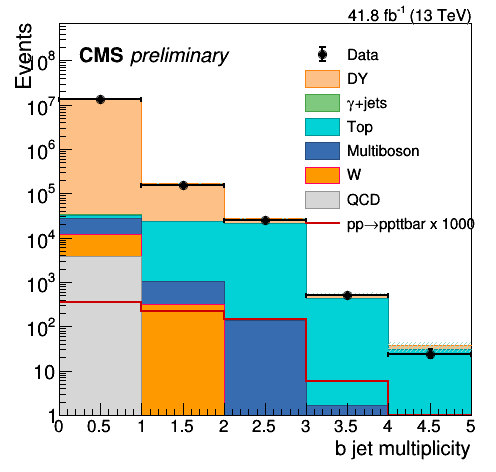 41.8 fb⁻¹ (13 TeV)
Events
CMS preliminary
Data
DY
γ+jets
Top
Multiboson
W
QCD
pp→ppttbar x 1000
10⁸
10⁷
10⁶
10⁵
10⁴
10³
10²
10
1
0 0.5 1 1.5 2 2.5 3 3.5 4 4.5 5
b jet multiplicity